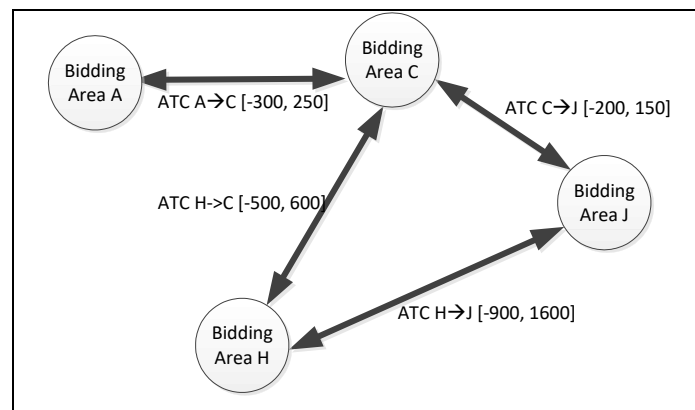 Bidding
Area A
Bidding
Area C
ATC A→C [-300, 250]
ATC C→J [-200, 150]
ATC H->C [-500, 600]
Bidding
Area J
ATC H→J [-900, 1600]
Bidding
Area H